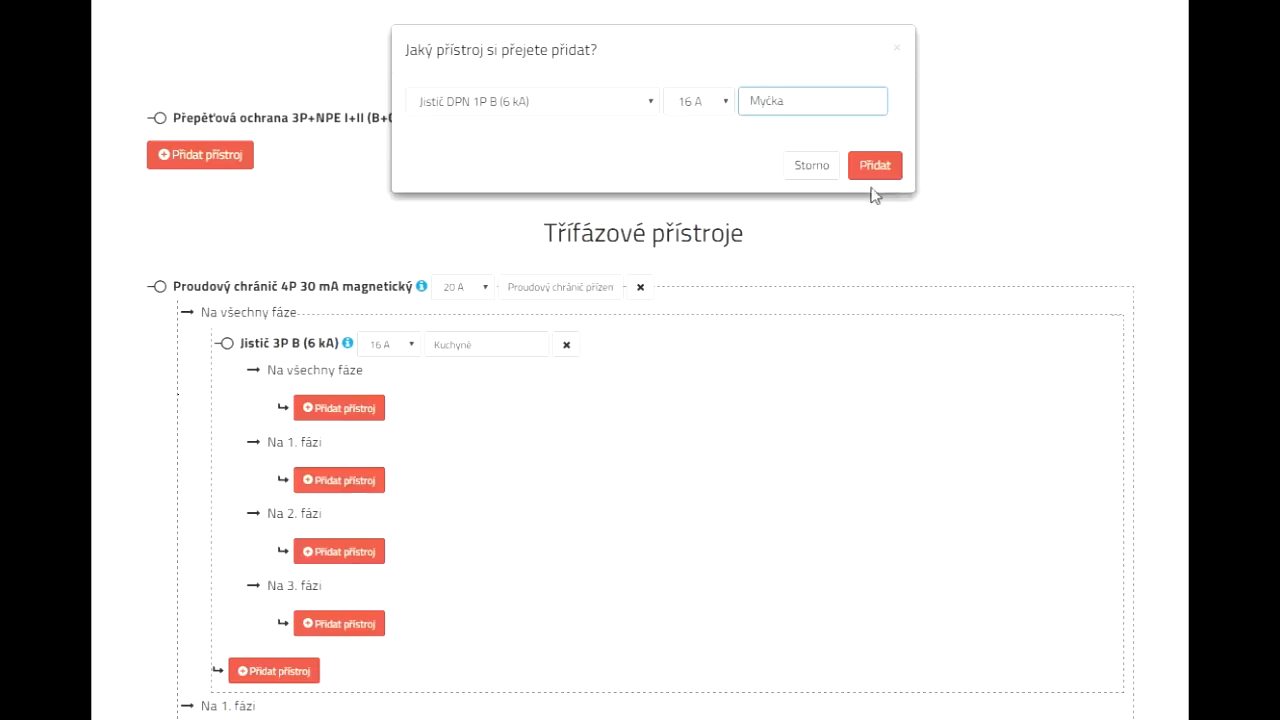 Jaký přístroj si přejete přidat?
×
Jistič DPN 1P B (6 kA) 16 A Myčka
Storno Přidat
Přepěťová ochrana 3P+NPE I+II (B+C
Přidat přístroj
Třífázové přístroje
Proudový chránič 4P 30 mA magnetický 20 A Proudový chránič přízen
Na všechny fáze
Jistič 3P B (6 kA) 16 A Kuchyně
Na všechny fáze
Přidat přístroj
Na 1. fázi
Přidat přístroj
Na 2. fázi
Přidat přístroj
Na 3. fázi
Přidat přístroj
Přidat přístroj
Na 1. fázi